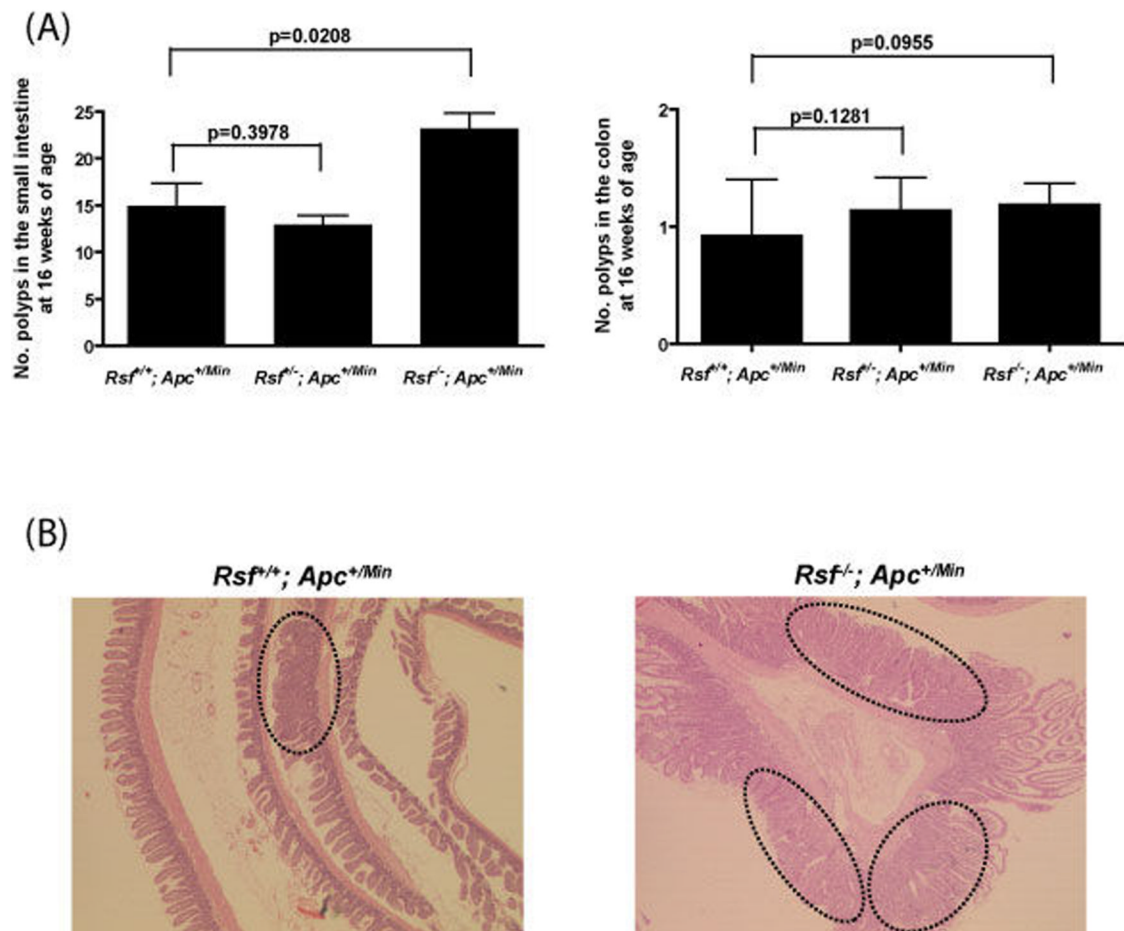 (A)
p=0.0208
p=0.3978
No. polyps in the small intestine
at 16 weeks of age
25
20
15
10
5
0
Rsf+/+; Apc+/Min
Rsf+/-; Apc+/Min
Rsf-/-; Apc+/Min
p=0.0955
p=0.1281
No. polyps in the colon
at 16 weeks of age
2
1
0
Rsf+/+; Apc+/Min
Rsf+/-; Apc+/Min
Rsf-/-; Apc+/Min
(B)
Rsf+/+; Apc+/Min
Rsf-/-; Apc+/Min